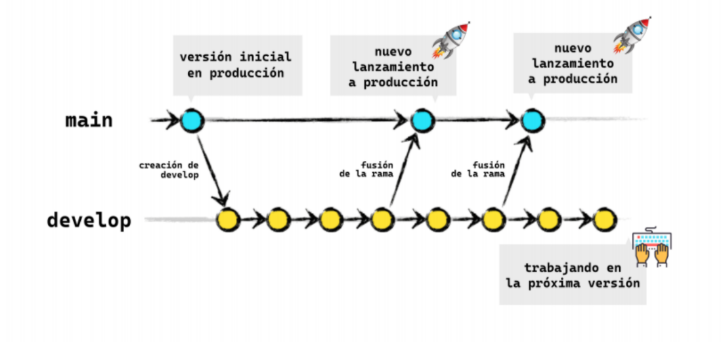 versión inicial
en producción
nuevo
lanzamiento
a producción
nuevo
lanzamiento
a producción
main
creación de
develop
fusión
de la rama
fusión
de la rama
develop
trabajando en
la próxima versión